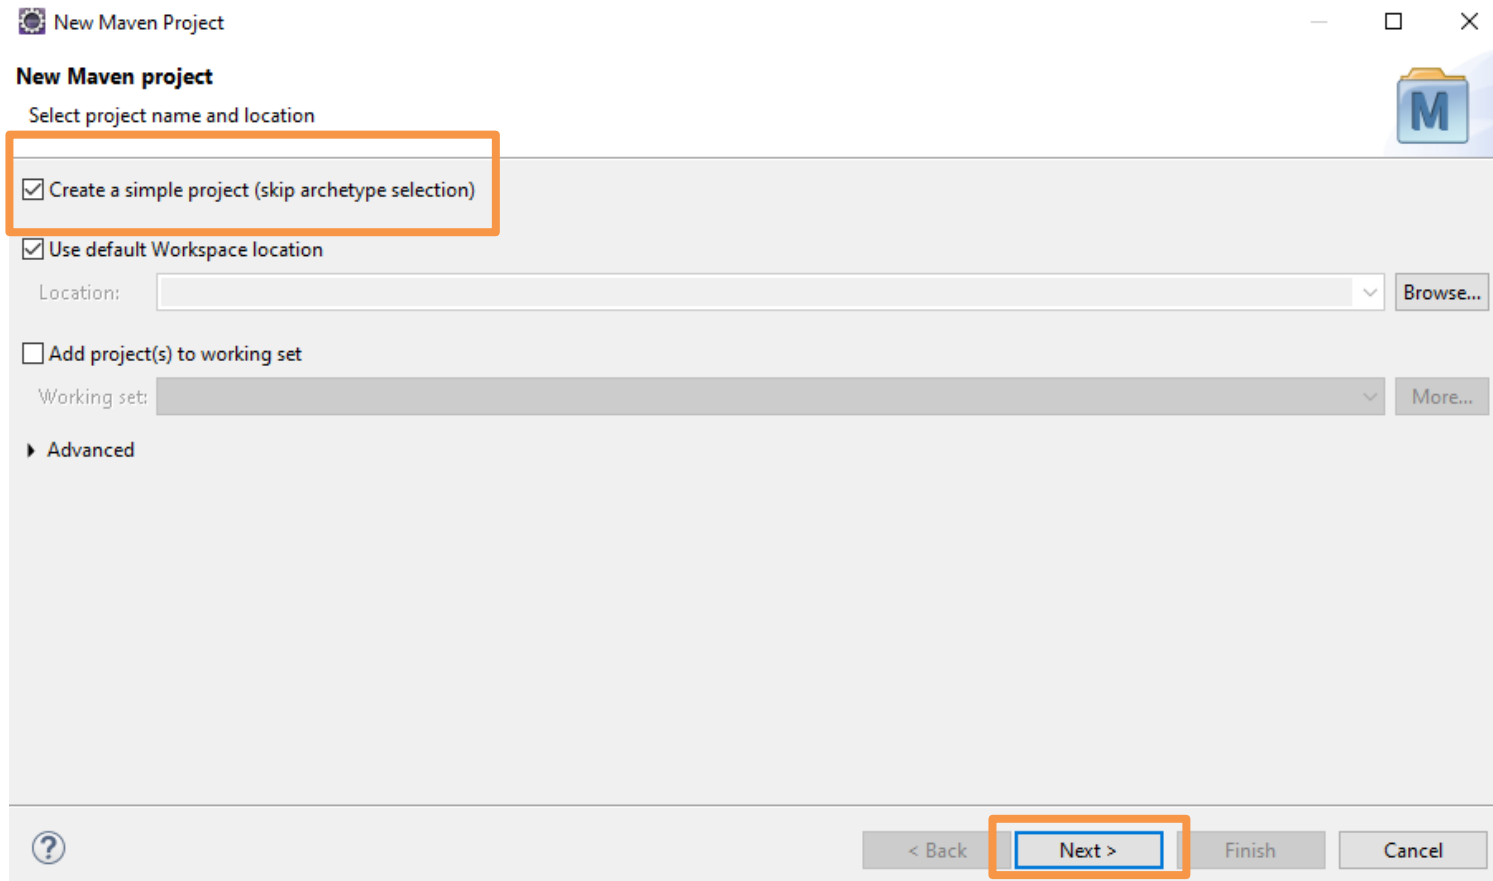 New Maven Project
New Maven project
Select project name and location
M
Create a simple project (skip archetype selection)
Use default Workspace location
Location:
Browse...
Add project(s) to working set
Working set:
More...
Advanced
?
< Back
Next >
Finish
Cancel